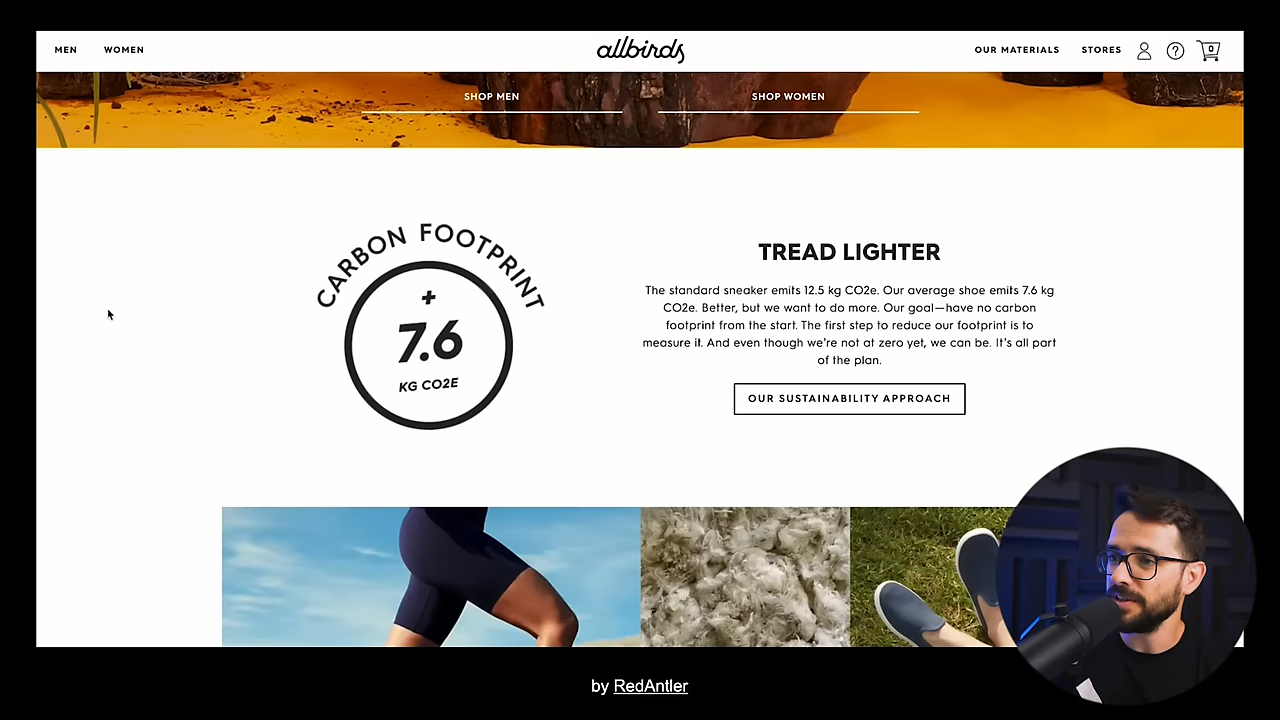 MEN
WOMEN
allbirds
OUR MATERIALS
STORES
?
0
SHOP MEN
SHOP WOMEN
CARBON FOOTPRINT
+
7.6
KG CO2E
TREAD LIGHTER
The standard sneaker emits 12.5 kg CO2e. Our average shoe emits 7.6 kg
CO2e. Better, but we want to do more. Our goal—have no carbon
footprint from the start. The first step to reduce our footprint is to
measure it. And even though we're not at zero yet, we can be. It's all part
of the plan.
OUR SUSTAINABILITY APPROACH
by RedAntler